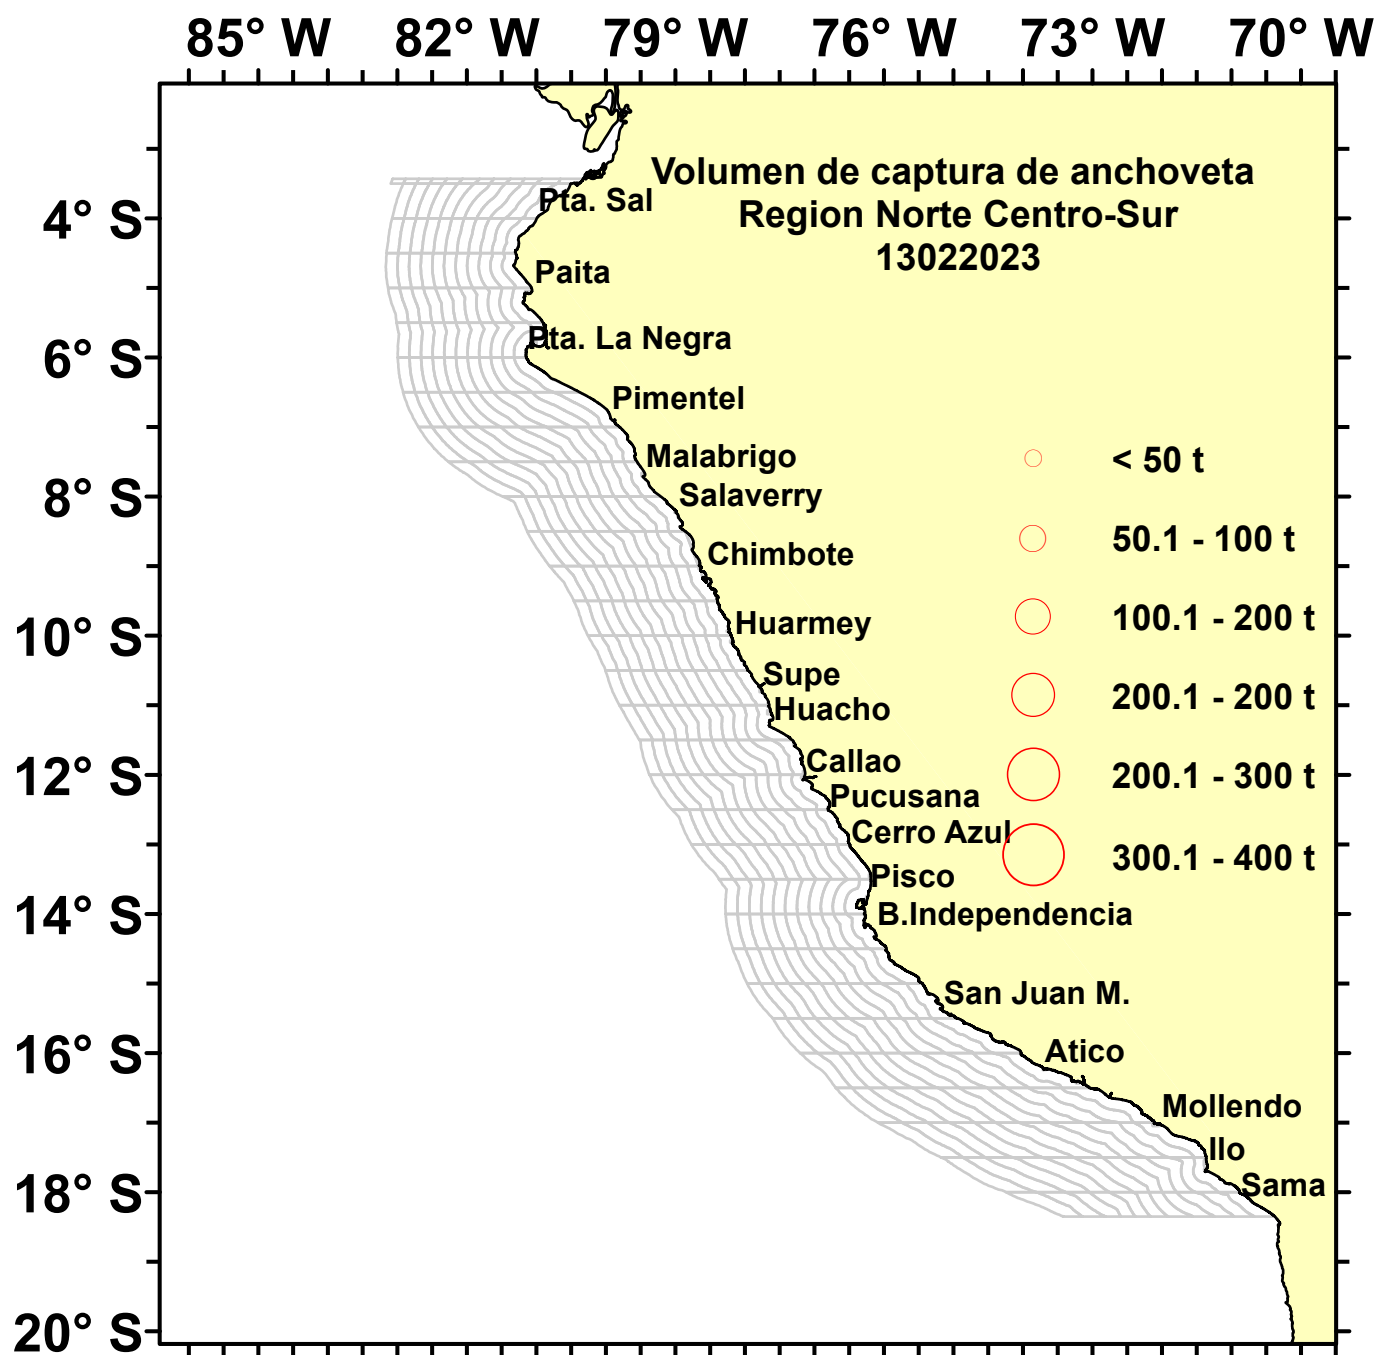 85° W 82° W 79° W 76° W 73° W 70° W
Volumen de captura de anchoveta
Region Norte Centro-Sur
13022023
4° S
6° S
8° S
10° S
12° S
14° S
16° S
18° S
20° S
Pta. Sal
Paita
Pta. La Negra
Pimentel
Malabrigo
Salaverry
Chimbote
Huarmey
Supe
Huacho
Callao
Pucusana
Cerro Azul
Pisco
B.Independencia
San Juan M.
Atico
Mollendo
Ilo
Sama
< 50 t
50.1 - 100 t
100.1 - 200 t
200.1 - 200 t
200.1 - 300 t
300.1 - 400 t